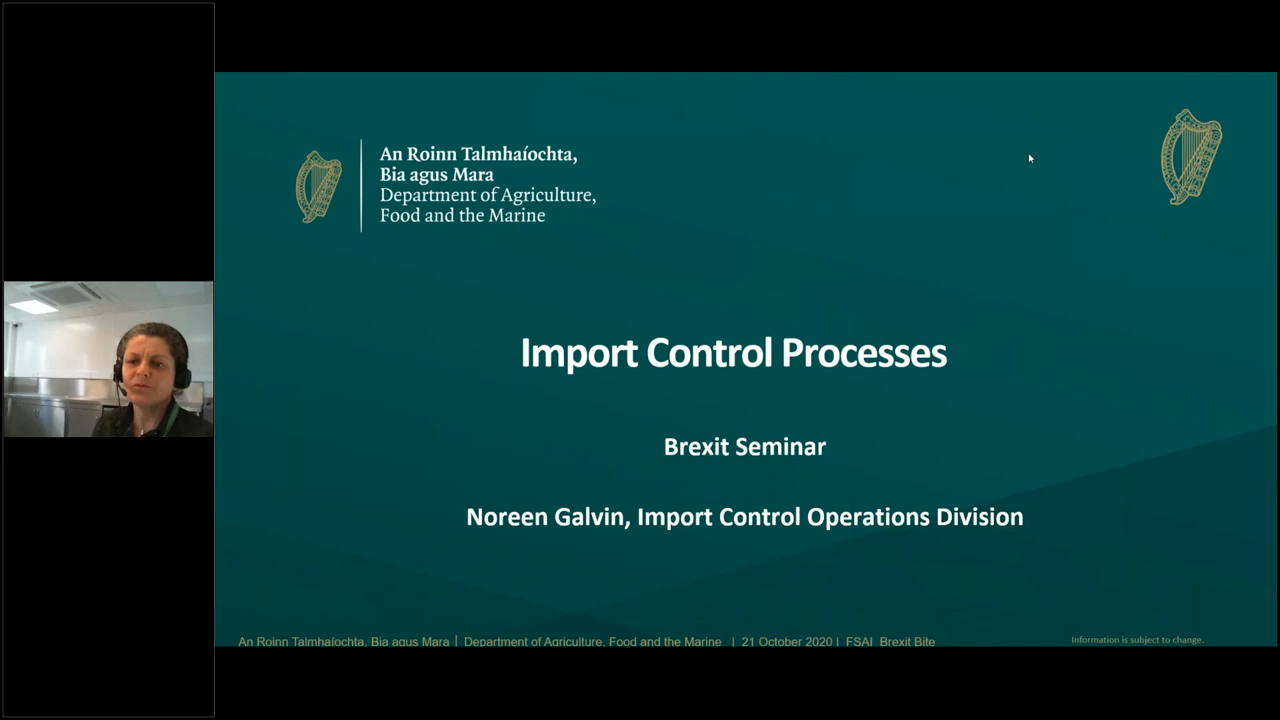 An Roinn Talmhaíochta,
Bia agus Mara
Department of Agriculture,
Food and the Marine
Import Control Processes
Brexit Seminar
Noreen Galvin, Import Control Operations Division
An Roinn Talmhaíochta, Bia agus Mara | Department of Agriculture, Food and the Marine | 21 October 2020 | FSAI Brexit Bite
Information is subject to change.